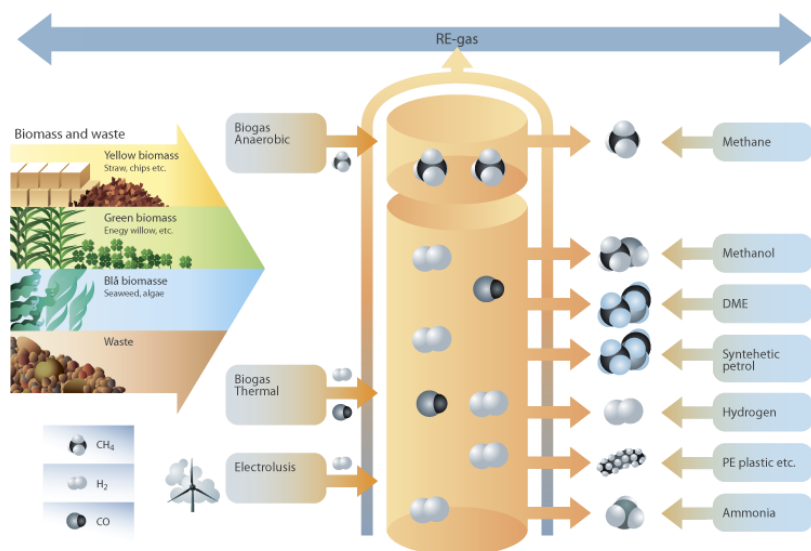 RE-gas
Biomass and waste
Yellow biomass
Straw, chips etc.
Green biomass
Enegy willow, etc.
Blå biomasse
Seaweed, algae
Waste
CH4
H2
CO
Biogas
Anaerobic
Biogas
Thermal
Electrolusis
Methane
Methanol
DME
Syntehetic
petrol
Hydrogen
PE plastic etc.
Ammonia